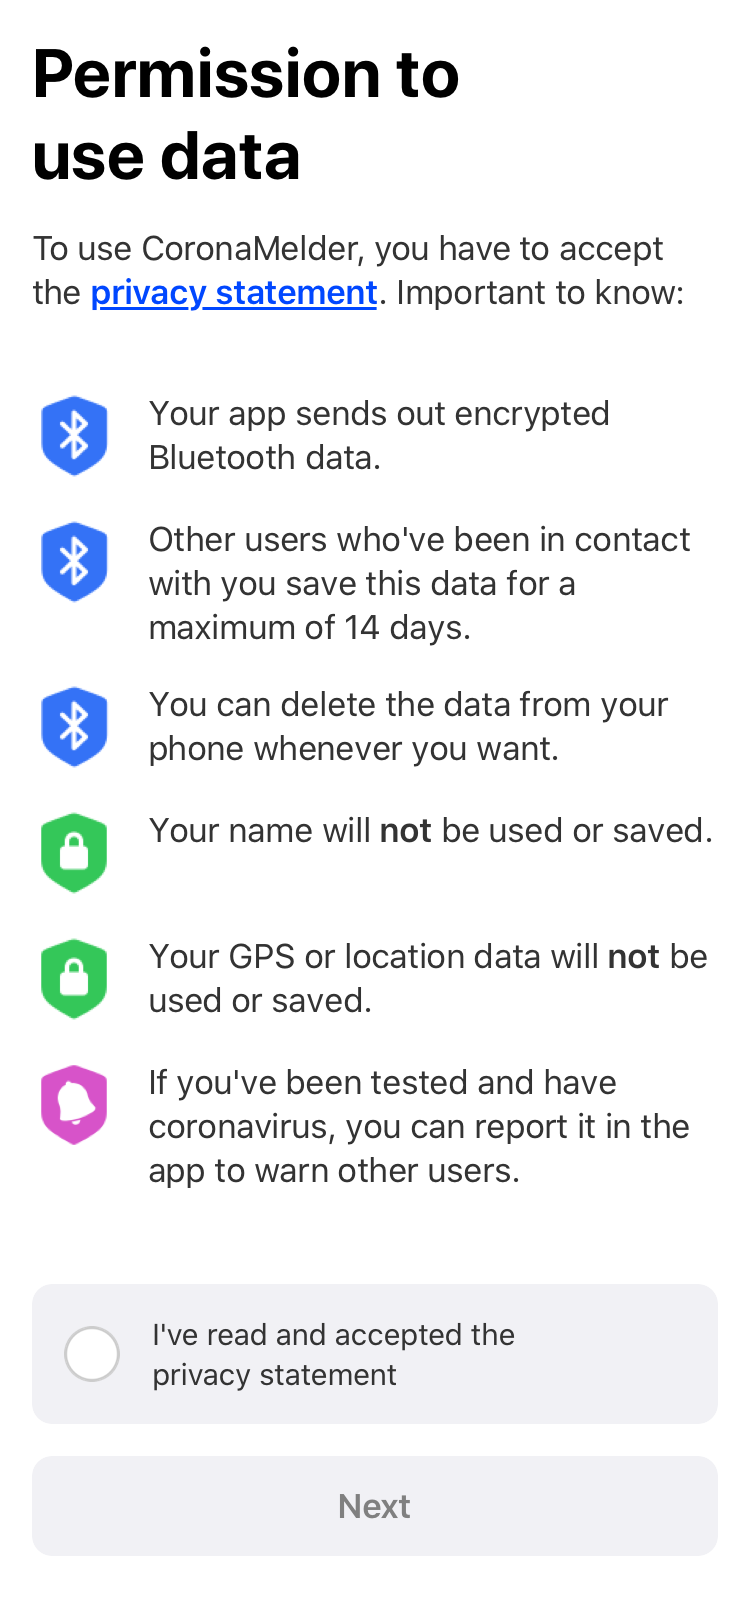 Permission to
use data
To use CoronaMelder, you have to accept
the privacy statement. Important to know:
Your app sends out encrypted
Bluetooth data.
Other users who've been in contact
with you save this data for a
maximum of 14 days.
You can delete the data from your
phone whenever you want.
Your name will not be used or saved.
Your GPS or location data will not be
used or saved.
If you've been tested and have
coronavirus, you can report it in the
app to warn other users.
I've read and accepted the
privacy statement
Next